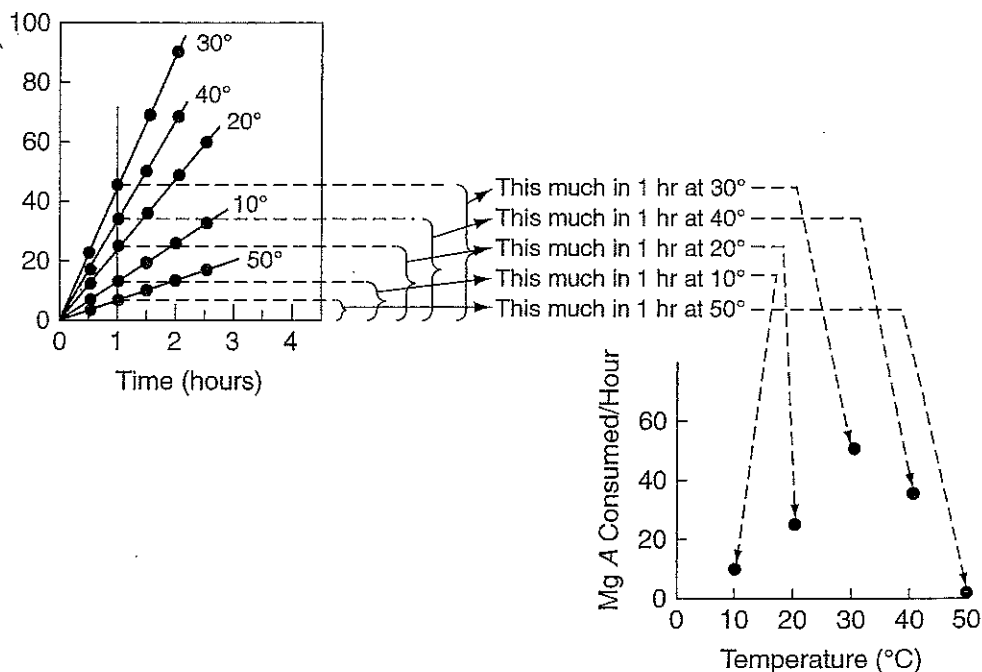 100
80
60
40
20
0
30°
40°
20°
10°
50°
0 1 2 3 4
Time (hours)
This much in 1 hr at 30°
This much in 1 hr at 40°
This much in 1 hr at 20°
This much in 1 hr at 10°
This much in 1 hr at 50°
Mg A Consumed/Hour
60
40
20
0
0 10 20 30 40 50
Temperature (°C)